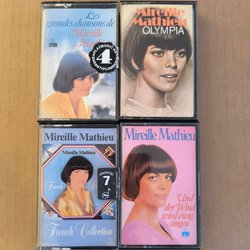 Les
grandes chansons de
Mireille
4
Mireille
Mathieu
OLYMPIA
Mireille Mathieu
Mireille Mathieu
7
French Collection
Mireille Mathieu
Und der Wind
wird ewig
singen